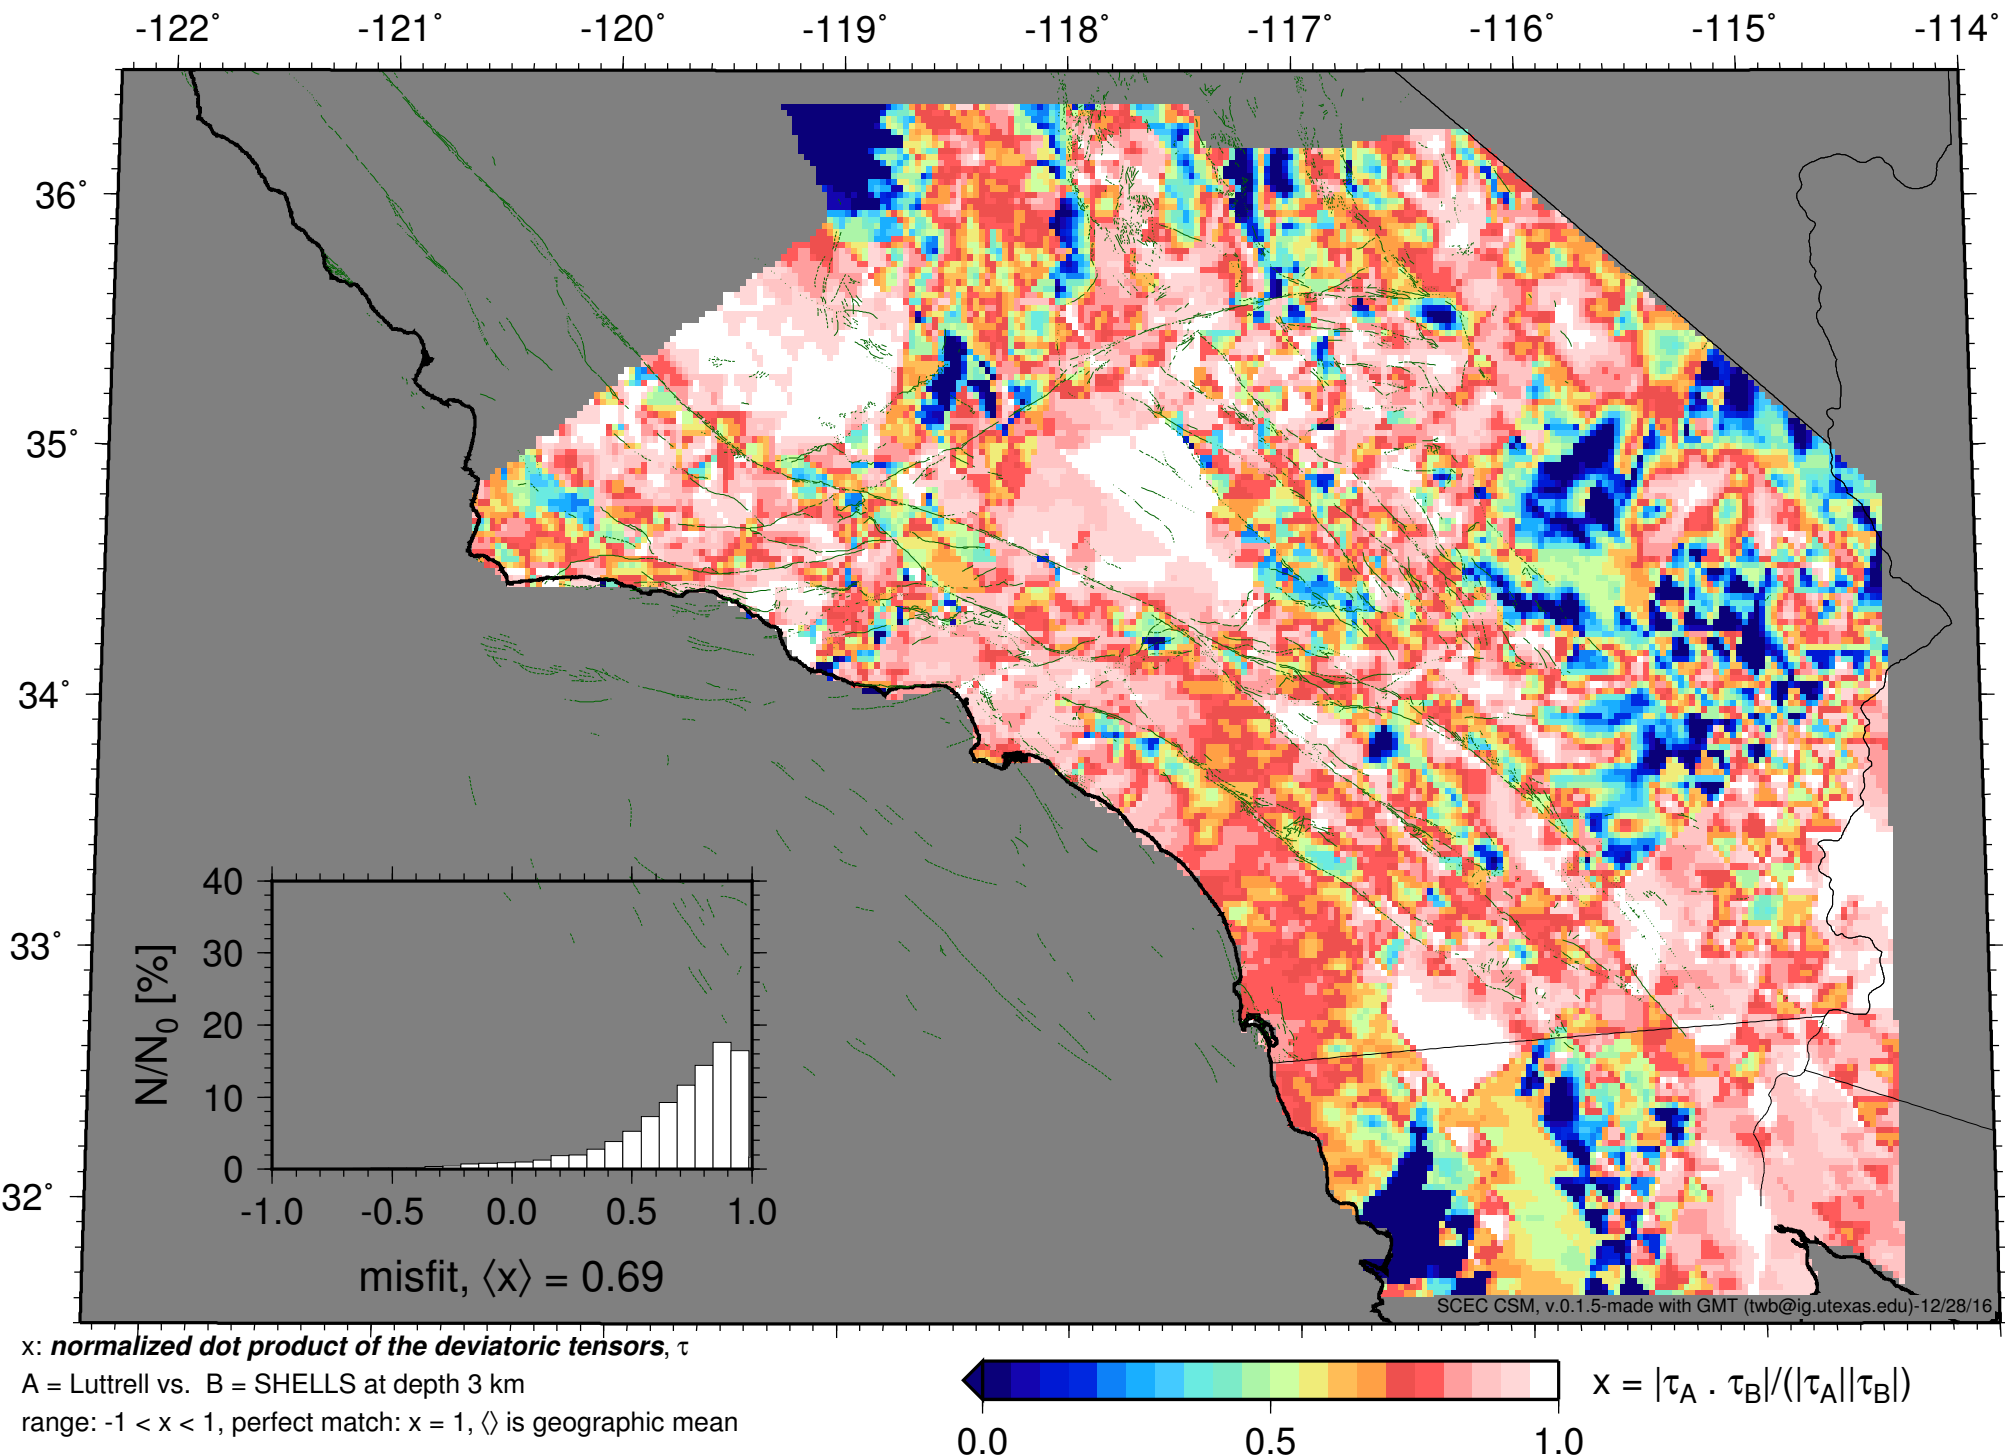 -122° -121° -120° -119° -118° -117° -116° -115° -114°
36°
35°
34°
33°
32°
40
30
20
10
0
N/N0 [%]
-1.0 -0.5 0.0 0.5 1.0
misfit, ⟨x⟩ = 0.69
SCEC CSM, v.0.1.5-made with GMT (twb@ig.utexas.edu)-12/28/16
x: normalized dot product of the deviatoric tensors, τ
A = Luttrell vs. B = SHELLS at depth 3 km
range: -1 < x < 1, perfect match: x = 1, ⟨⟩ is geographic mean
x = |τA . τB|/(|τA||τB|)
0.0 0.5 1.0